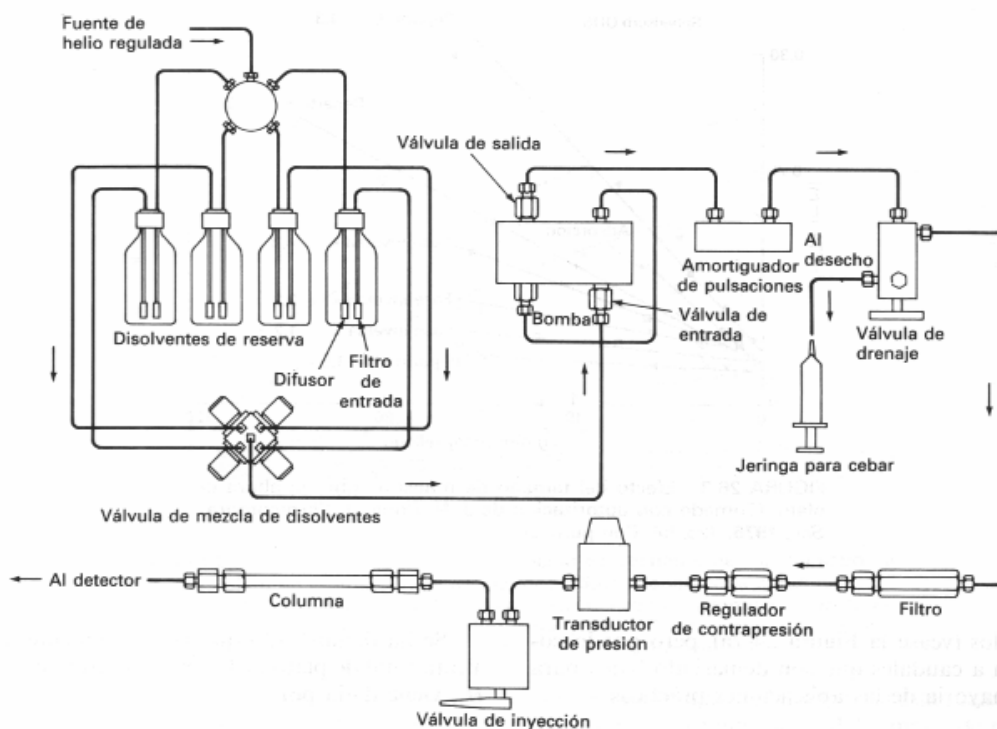 Fuente de
helio regulada
Válvula de salida
Al
desecho
Amortiguador
de pulsaciones
Bomba
Válvula de
entrada
Válvula de
drenaje
Disolventes de reserva
Difusor
Filtro
de
entrada
Jeringa para cebar
Válvula de mezcla de disolventes
Al detector
Columna
Transductor
de presión
Regulador
de contrapresión
Filtro
Válvula de inyección